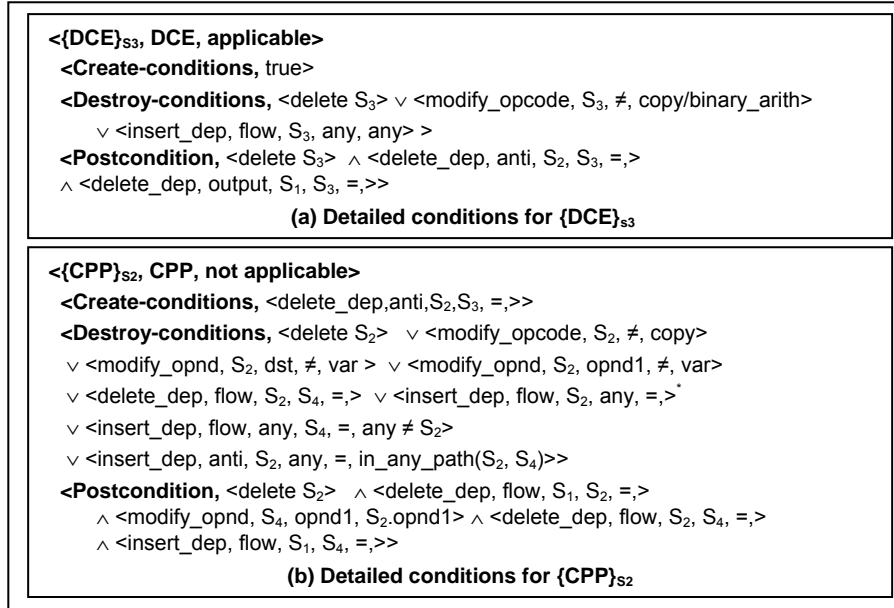 <{DCE}S3, DCE, applicable>
<Create-conditions, true>
<Destroy-conditions, <delete S3> ∨ <modify_opcode, S3, ≠, copy/binary_arith>
∨ <insert_dep, flow, S3, any, any> >
<Postcondition, <delete S3> ∧ <delete_dep, anti, S2, S3, =,>
∧ <delete_dep, output, S1, S3, =,>>
(a) Detailed conditions for {DCE}s3
<{CPP}S2, CPP, not applicable>
<Create-conditions, <delete_dep,anti,S2,S3, =,>>
<Destroy-conditions, <delete S2> ∨ <modify_opcode, S2, ≠, copy>
∨ <modify_opnd, S2, dst, ≠, var > ∨ <modify_opnd, S2, opnd1, ≠, var>
∨ <delete_dep, flow, S2, S4, =,> ∨ <insert_dep, flow, S2, any, =,>*
∨ <insert_dep, flow, any, S4, =, any ≠ S2>
∨ <insert_dep, anti, S2, any, =, in_any_path(S2, S4)>>
<Postcondition, <delete S2> ∧ <delete_dep, flow, S1, S2, =,>
∧ <modify_opnd, S4, opnd1, S2.opnd1> ∧ <delete_dep, flow, S2, S4, =,>
∧ <insert_dep, flow, S1, S4, =,>>
(b) Detailed conditions for {CPP}S2